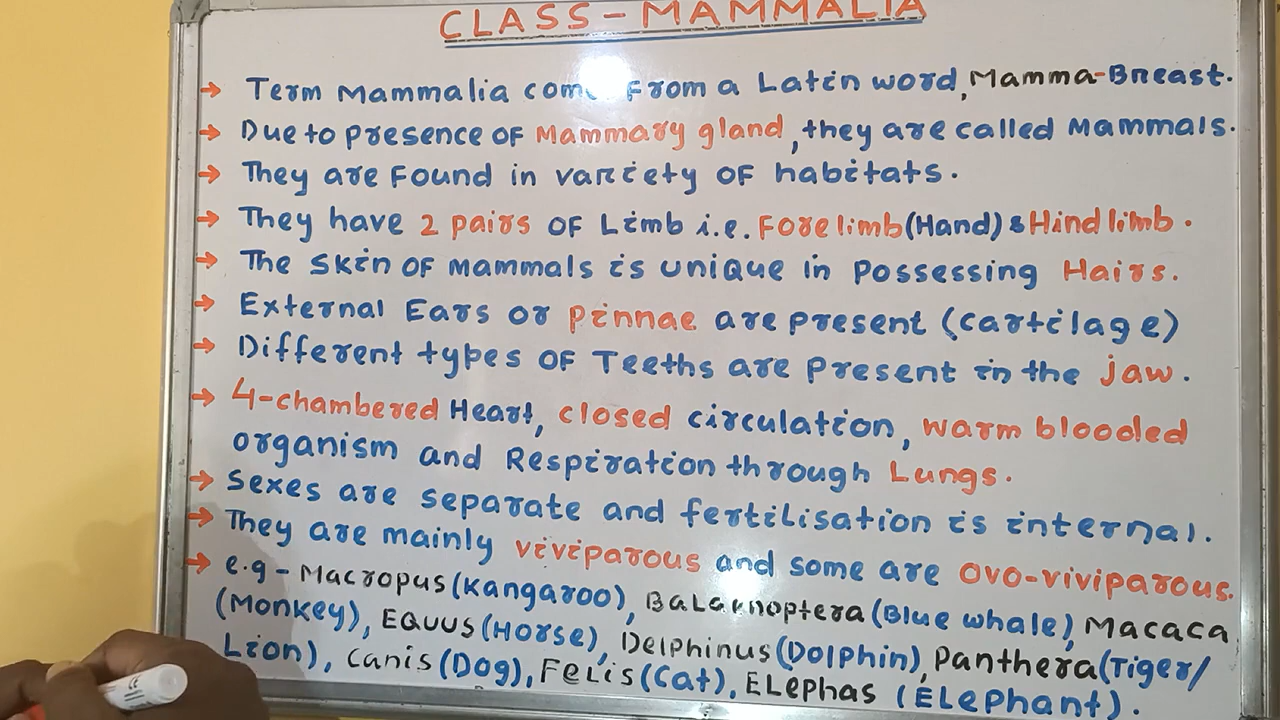 CLASS - MAMMALIA
→ Term Mammalia come from a Latin word, Mamma-Breast.
→ Due to presence of Mammary gland, they are called Mammals.
→ They are found in variety of habitats.
→ They have 2 pairs of Limb i.e. Forelimb (Hand) & Hind limb.
→ The skin of mammals is unique in possessing Hairs.
→ External Ears or pinnae are present (cartilage)
→ Different types of Teeths are present in the jaw.
→ 4-chambered Heart, closed circulation, warm blooded
organism and Respiration through Lungs.
→ Sexes are separate and fertilisation is internal.
→ They are mainly viviparous and some are ovo-viviparous.
→ e.g - Macropus (Kangaroo), Balaenoptera (Blue whale), Macaca
(Monkey), Equus (Horse), Delphinus (Dolphin), Panthera (Tiger/
Lion), Canis (Dog), Felis (Cat), Elephas (Elephant).